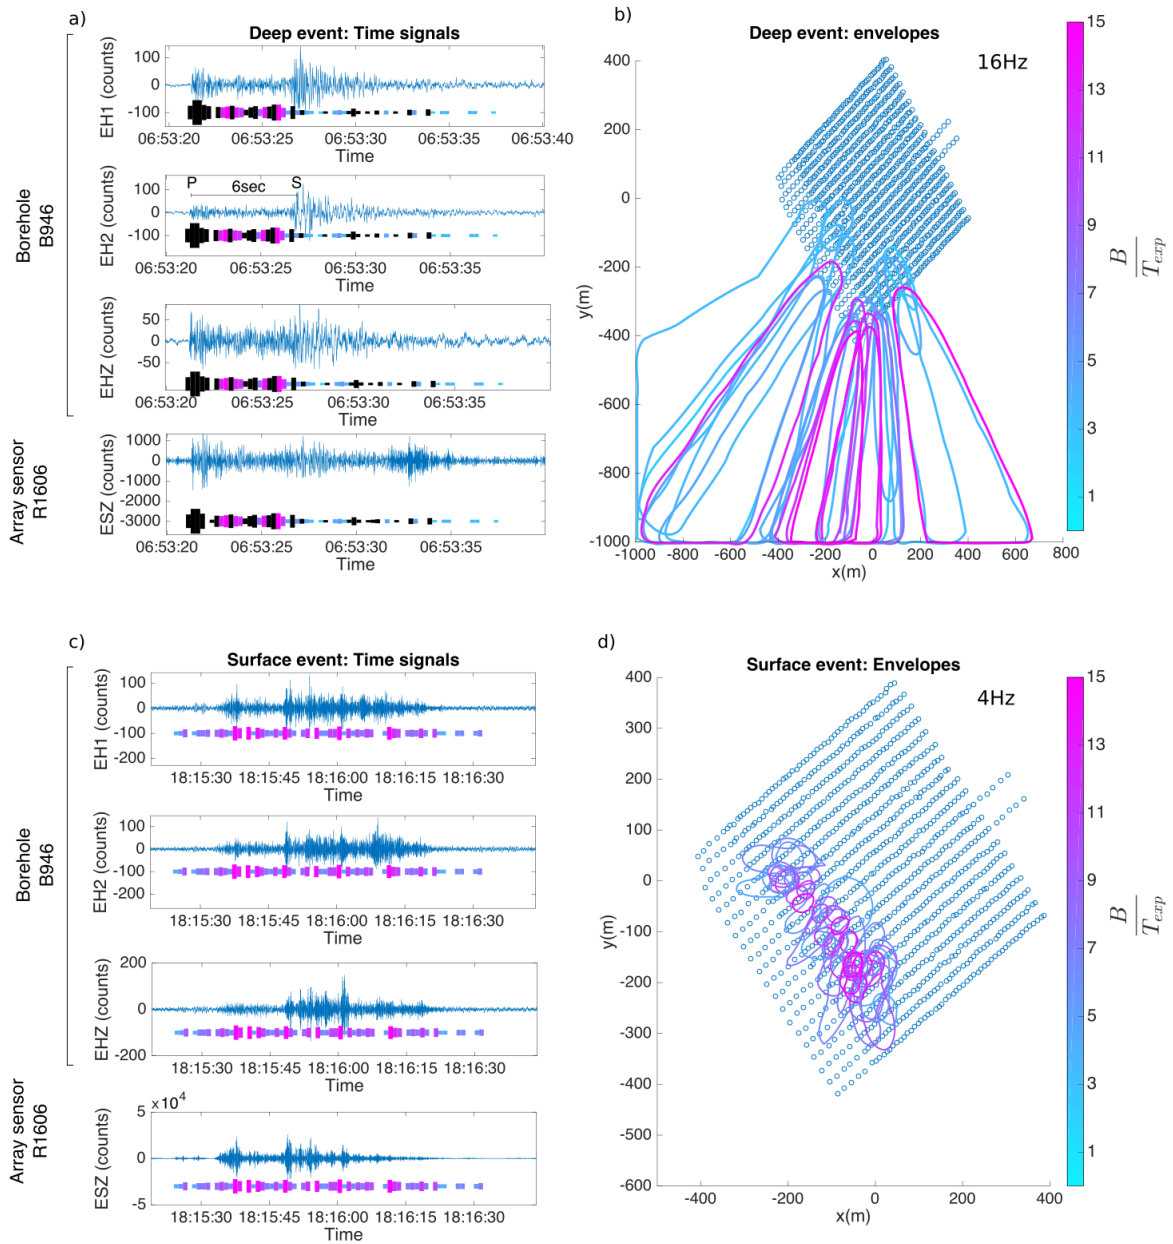 a)
Deep event: Time signals
EH1 (counts)
100
0
-100
06:53:20 06:53:25 06:53:30 06:53:35 06:53:40
Time
EH2 (counts)
100
0
-100
P 6sec S
06:53:20 06:53:25 06:53:30 06:53:35
Time
EHZ (counts)
50
0
-50
06:53:20 06:53:25 06:53:30 06:53:35
Time
ESZ (counts)
1000
0
-1000
-2000
-3000
06:53:20 06:53:25 06:53:30 06:53:35
Time
Borehole
B946
Array sensor
R1606
b)
Deep event: envelopes
16Hz
400
200
0
-200
-400
-600
-800
-1000
y(m)
-1000 -800 -600 -400 -200 0 200 400 600 800
x(m)
15
13
11
9
7
5
3
1
B
T exp
c)
Surface event: Time signals
EH1 (counts)
100
0
-100
-200
18:15:30 18:15:45 18:16:00 18:16:15 18:16:30
Time
EH2 (counts)
100
0
-100
-200
18:15:30 18:15:45 18:16:00 18:16:15 18:16:30
Time
EHZ (counts)
200
0
-200
18:15:30 18:15:45 18:16:00 18:16:15 18:16:30
Time
ESZ (counts)
×10^4
5
0
-5
18:15:30 18:15:45 18:16:00 18:16:15 18:16:30
Time
Borehole
B946
Array sensor
R1606
d)
Surface event: Envelopes
4Hz
400
300
200
100
0
-100
-200
-300
-400
-500
-600
y(m)
-400 -200 0 200 400
x(m)
15
13
11
9
7
5
3
1
B
T exp